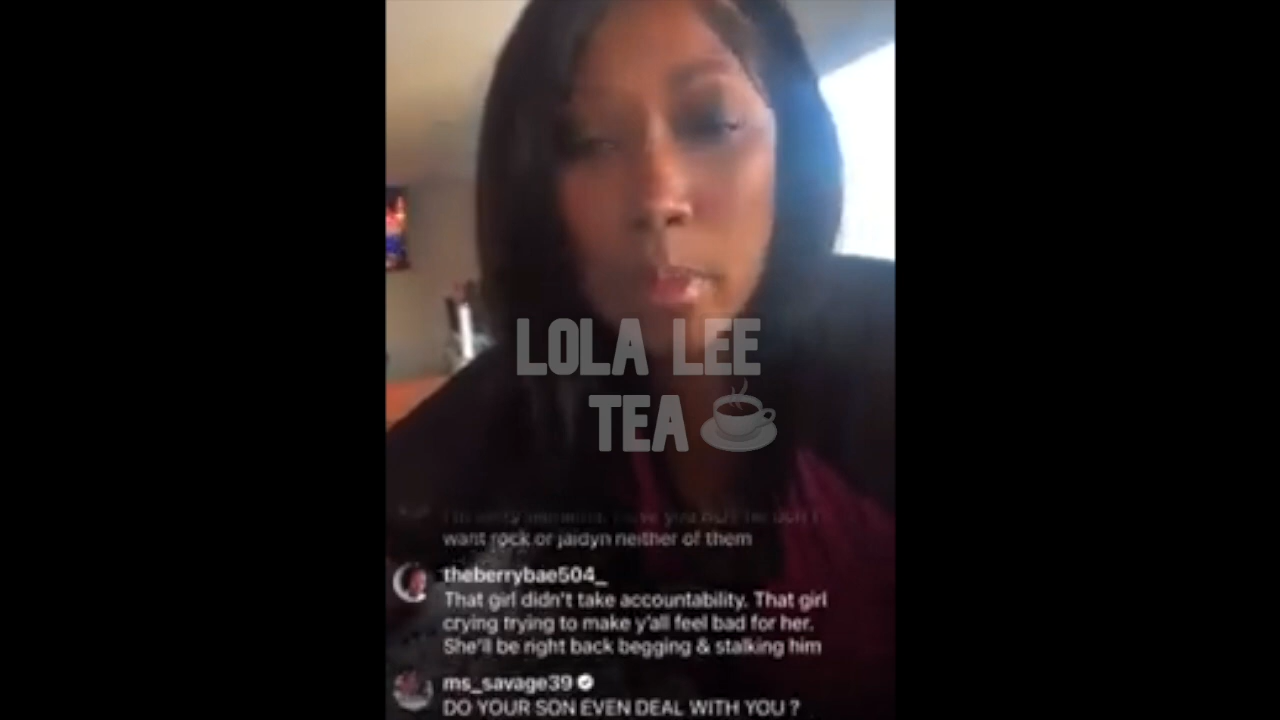 LOLA LEE
TEA
want rock or jaidyn neither of them
theberrybae504_
That girl didn't take accountability. That girl
crying trying to make y'all feel bad for her.
She'll be right back begging & stalking him
ms_savage39
DO YOUR SON EVEN DEAL WITH YOU ?